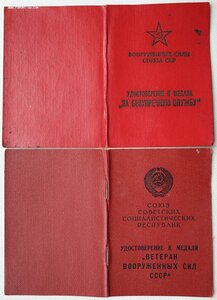 ВООРУЖЕННЫЕ СИЛЫ
СОЮЗА ССР
УДОСТОВЕРЕНИЕ К МЕДАЛИ
„ЗА БЕЗУПРЕЧНУЮ СЛУЖБУ"
СОЮЗ
СОВЕТСКИХ
СОЦИАЛИСТИЧЕСКИХ
РЕСПУБЛИК
УДОСТОВЕРЕНИЕ К МЕДАЛИ
„ВЕТЕРАН
ВООРУЖЕННЫХ СИЛ
СССР"